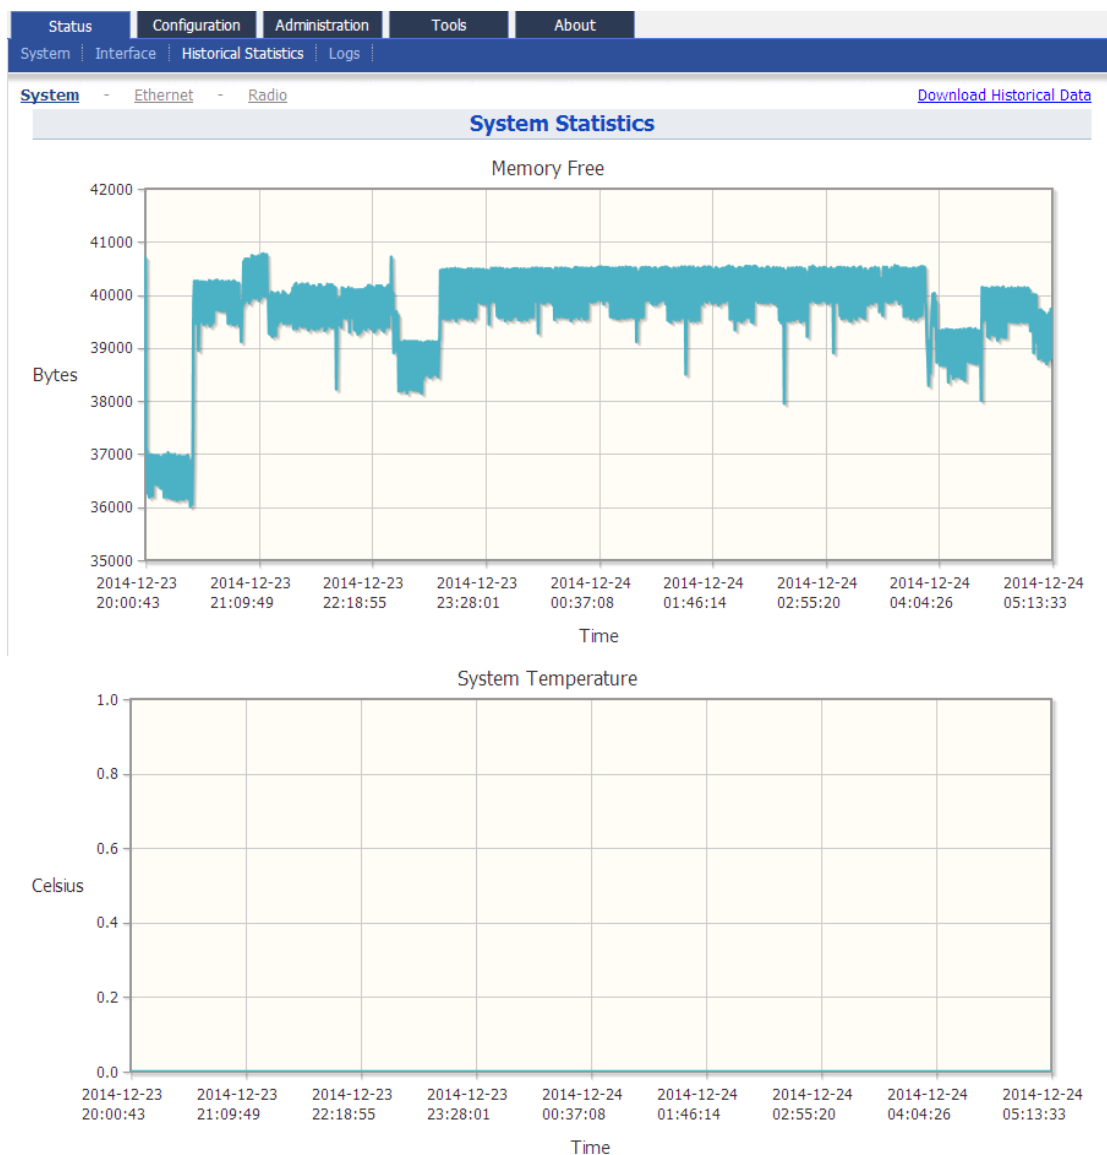 Status Configuration Administration Tools About
System Interface Historical Statistics Logs
System - Ethernet - Radio Download Historical Data
System Statistics
Memory Free
42000
41000
40000
39000
Bytes
38000
37000
36000
35000
2014-12-23 2014-12-23 2014-12-23 2014-12-23 2014-12-24 2014-12-24 2014-12-24 2014-12-24 2014-12-24
20:00:43 21:09:49 22:18:55 23:28:01 00:37:08 01:46:14 02:55:20 04:04:26 05:13:33
Time
System Temperature
1.0
0.8
0.6
Celsius
0.4
0.2
0.0
2014-12-23 2014-12-23 2014-12-23 2014-12-23 2014-12-24 2014-12-24 2014-12-24 2014-12-24 2014-12-24
20:00:43 21:09:49 22:18:55 23:28:01 00:37:08 01:46:14 02:55:20 04:04:26 05:13:33
Time